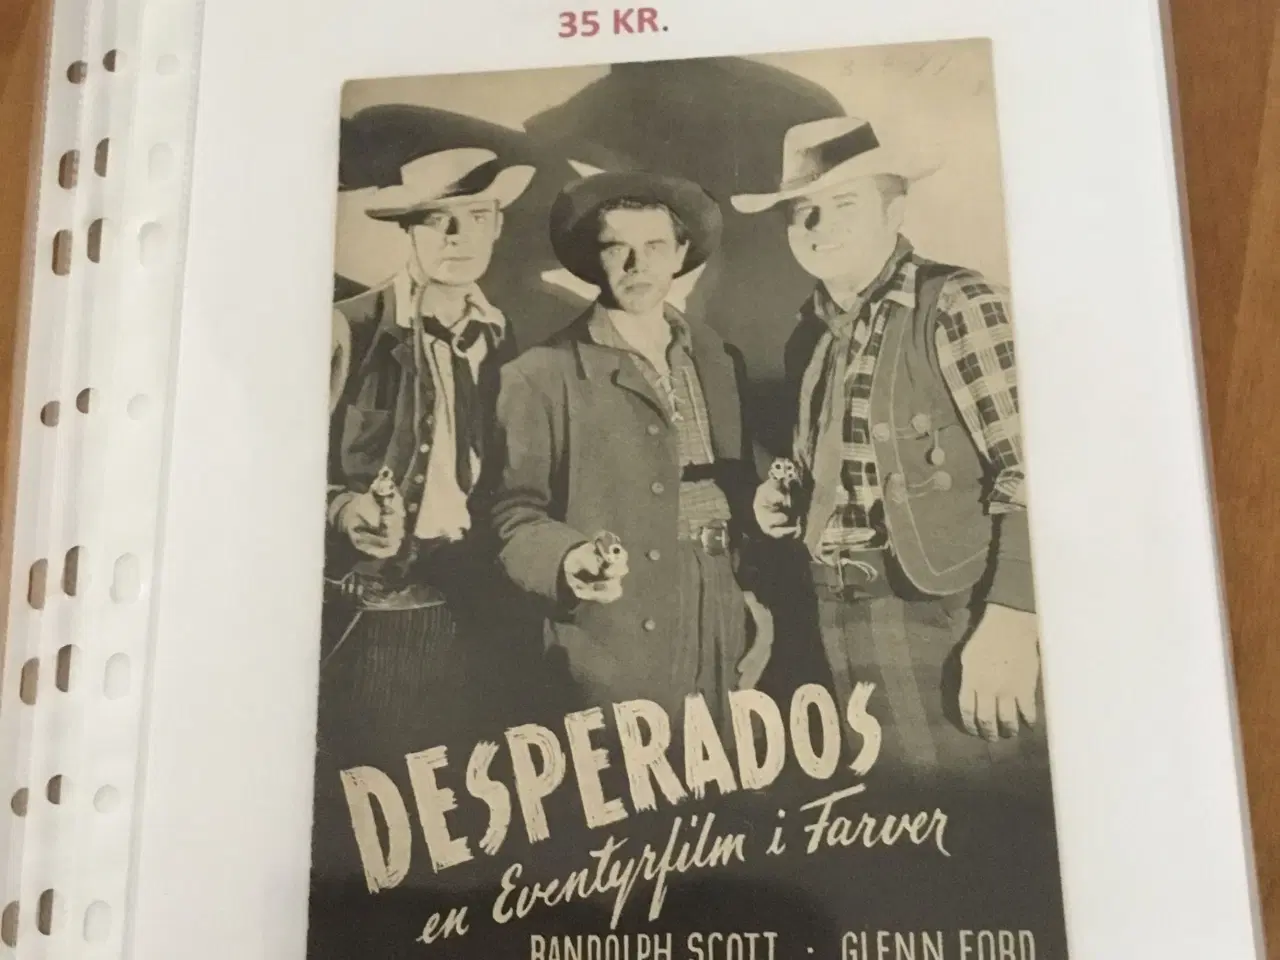 35 KR.
DESPERADOS
en Eventyrfilm i Farver
RANDOLPH SCOTT · GLENN FORD